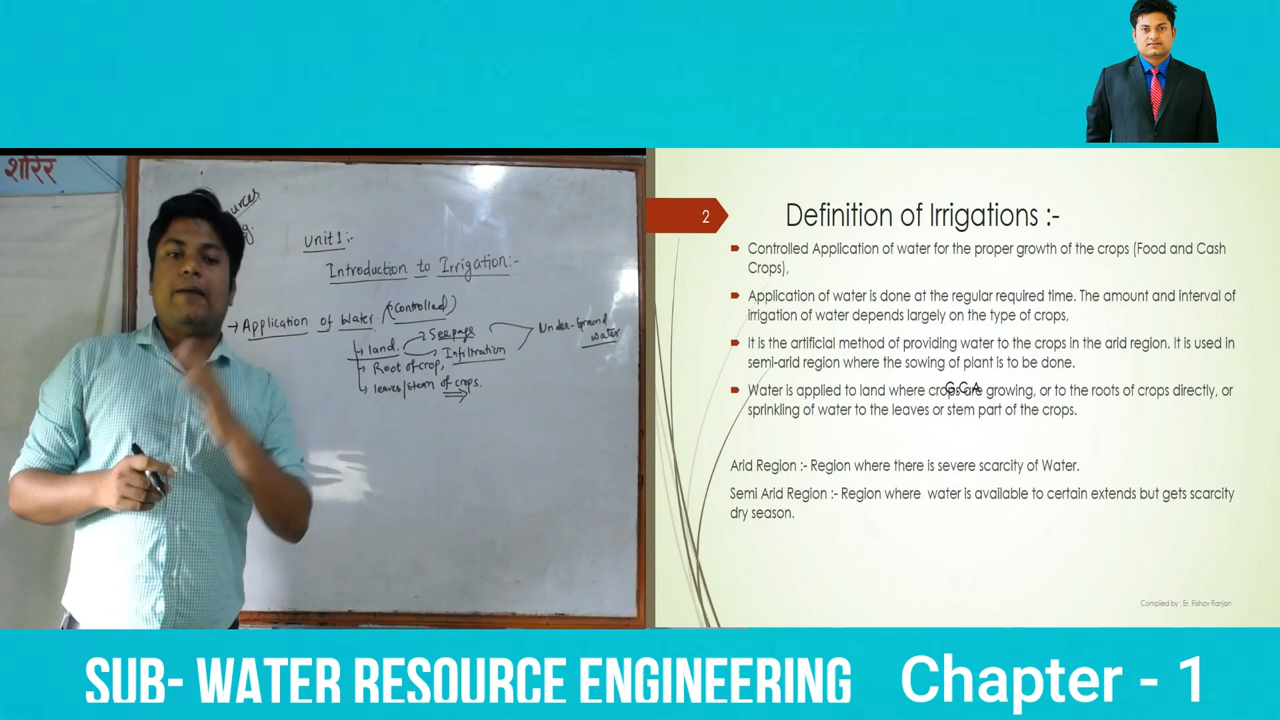 शरिर
urces
g.
Unit 1:-
Introduction to Irrigation:-
→Application of Water (Controlled)
land. Seepage
Infiltration
Under-Ground
water
Root of crop,
leaves/stem of crops.
2
Definition of Irrigations :-
Controlled Application of water for the proper growth of the crops (Food and Cash
Crops),
Application of water is done at the regular required time. The amount and interval of
irrigation of water depends largely on the type of crops,
It is the artificial method of providing water to the crops in the arid region. It is used in
semi-arid region where the sowing of plant is to be done.
G.C.A
Water is applied to land where crops are growing, or to the roots of crops directly, or
sprinkling of water to the leaves or stem part of the crops.
Arid Region :- Region where there is severe scarcity of Water.
Semi Arid Region :- Region where water is available to certain extends but gets scarcity
dry season.
Compiled by : Er. Rishav Ranjan
SUB- WATER RESOURCE ENGINEERING Chapter - 1